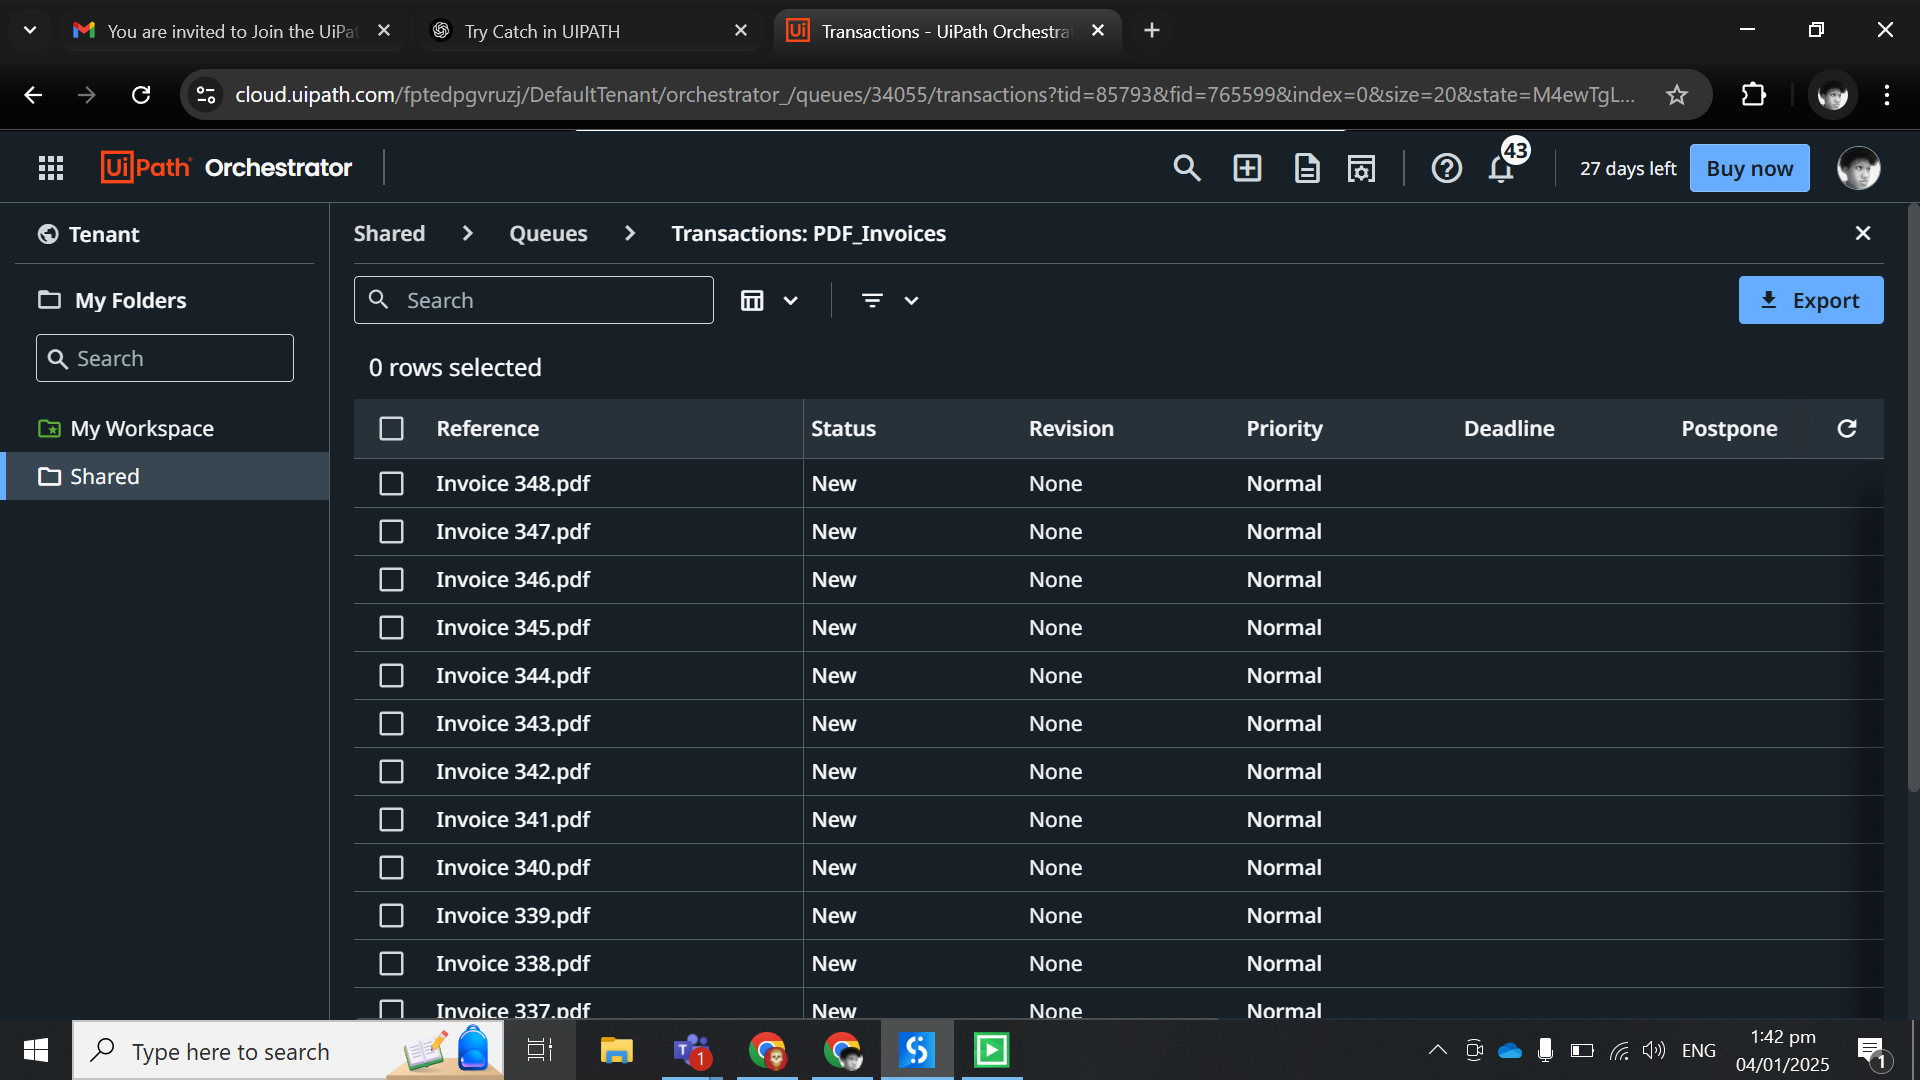 You are invited to Join the UiPa
Try Catch in UIPATH
Transactions - UiPath Orchestra
cloud.uipath.com/fptedpgvruzj/DefaultTenant/orchestrator_/queues/34055/transactions?tid=85793&fid=765599&index=0&size=20&state=M4ewTgL...
UiPath Orchestrator
43
27 days left
Buy now
Tenant
Shared > Queues > Transactions: PDF_Invoices
My Folders
Search
Export
Search
0 rows selected
My Workspace
Shared
Reference Status Revision Priority Deadline Postpone
Invoice 348.pdf New None Normal
Invoice 347.pdf New None Normal
Invoice 346.pdf New None Normal
Invoice 345.pdf New None Normal
Invoice 344.pdf New None Normal
Invoice 343.pdf New None Normal
Invoice 342.pdf New None Normal
Invoice 341.pdf New None Normal
Invoice 340.pdf New None Normal
Invoice 339.pdf New None Normal
Invoice 338.pdf New None Normal
Invoice 337.pdf New None Normal
Type here to search
1
ENG
1:42 pm
04/01/2025
1